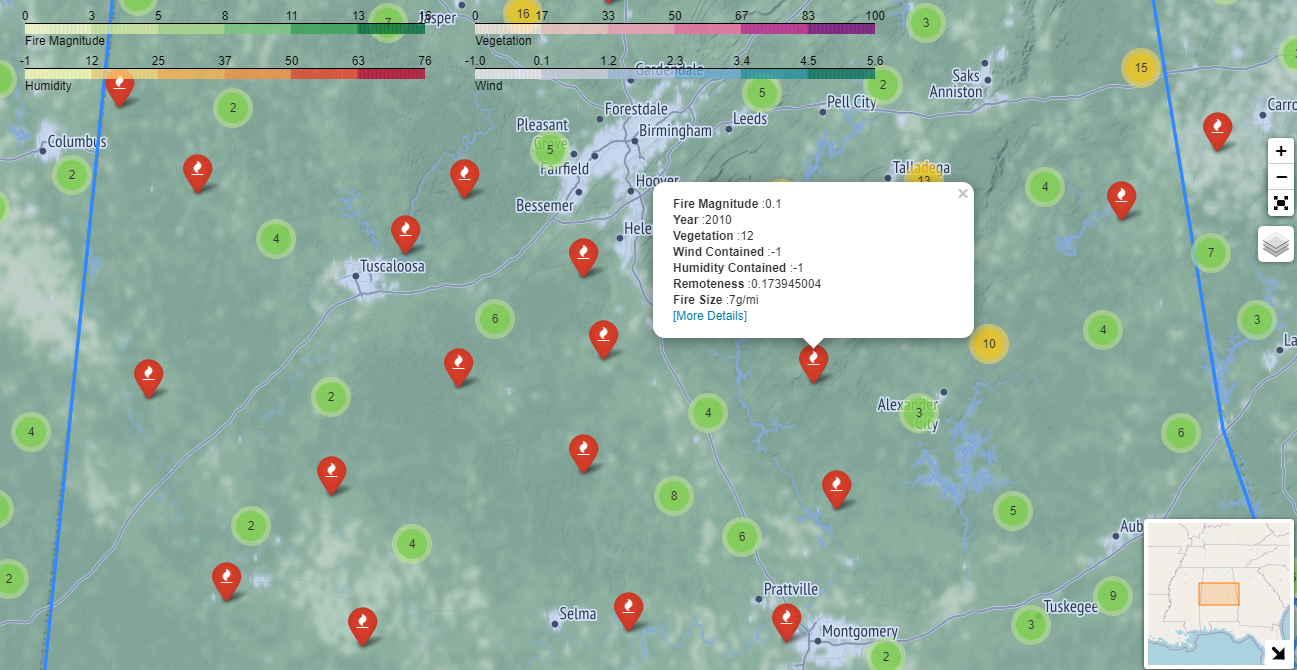 0 3 5 8 11 13 16
Fire Magnitude
-1 12 25 37 50 63 76
Humidity
0 17 33 50 67 83 100
Vegetation
-1.0 0.1 1.2 2.3 3.4 4.5 5.6
Wind
7
Jasper
16
3
15
Gardendale
Saks
Anniston
2
5
2
Forestdale
Pell City
Leeds
Carro
Pleasant
Grove
Birmingham
5
Columbus
Fairfield
2
Talladega
13
4
Hoover
Bessemer
Hele
4
7
Tuscaloosa
Fire Magnitude :0.1
Year :2010
Vegetation :12
Wind Contained :-1
Humidity Contained :-1
Remoteness :0.173945004
Fire Size :7g/mi
[More Details]
×
+
−
6
3
4
10
La
2
4
Alexander
City
3
4
6
8
5
2
6
4
Aub
2
Prattville
9
Selma
Tuskegee
3
Montgomery
2